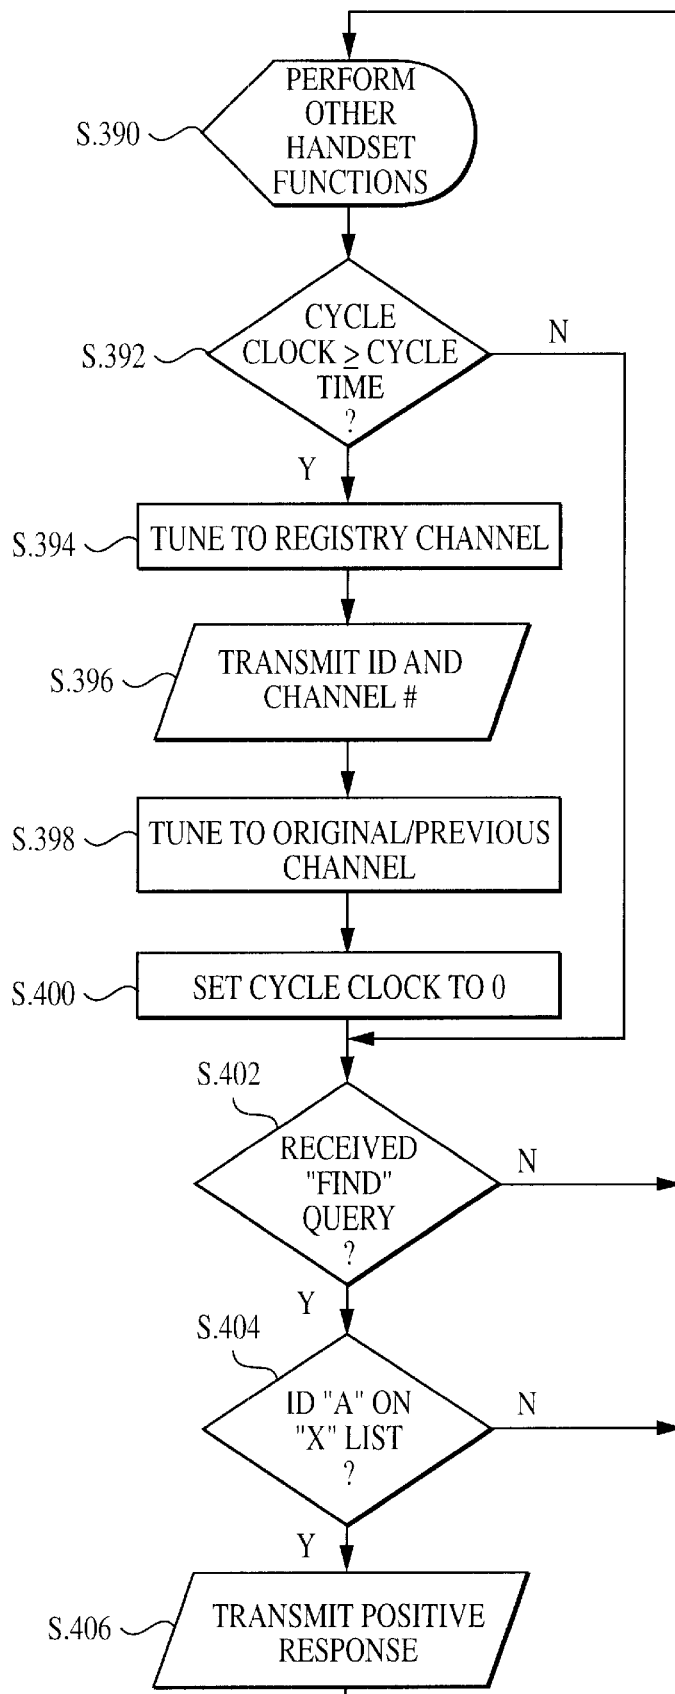 PERFORM
OTHER
HANDSET
FUNCTIONS
S.390
CYCLE
CLOCK ≥ CYCLE
TIME
?
S.392
N
Y
S.394
TUNE TO REGISTRY CHANNEL
S.396
TRANSMIT ID AND
CHANNEL #
S.398
TUNE TO ORIGINAL/PREVIOUS
CHANNEL
S.400
SET CYCLE CLOCK TO 0
S.402
RECEIVED
"FIND"
QUERY
?
N
Y
S.404
ID "A" ON
"X" LIST
?
N
Y
S.406
TRANSMIT POSITIVE
RESPONSE